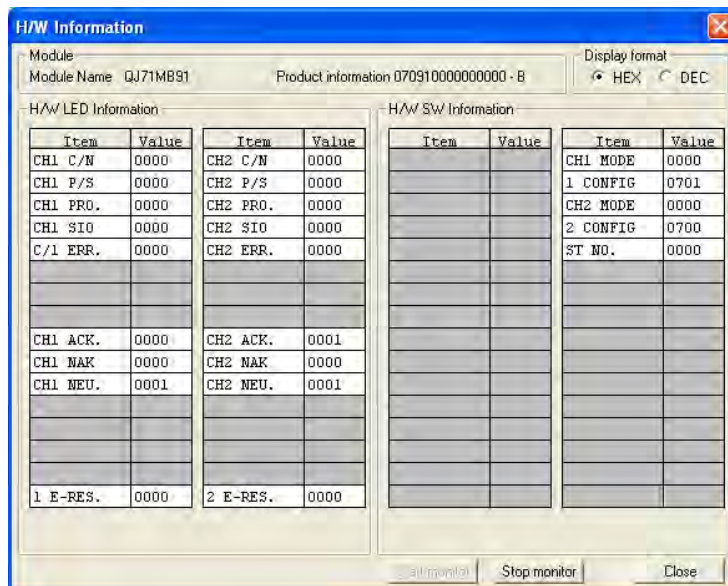 H/W Information
Module
Module Name QJ71MB91 Product information 070910000000000 - B
Display format
HEX DEC
H/W LED Information
Item Value Item Value
CH1 C/N 0000 CH2 C/N 0000
CH1 P/S 0000 CH2 P/S 0000
CH1 PRO. 0000 CH2 PRO. 0000
CH1 SIO 0000 CH2 SIO 0000
C/1 ERR. 0000 CH2 ERR. 0000
CH1 ACK. 0000 CH2 ACK. 0001
CH1 NAK 0000 CH2 NAK 0000
CH1 NEU. 0001 CH2 NEU. 0001
1 E-RES. 0000 2 E-RES. 0000
H/W SW Information
Item Value Item Value
CH1 MODE 0000
1 CONFIG 0701
CH2 MODE 0000
2 CONFIG 0700
ST NO. 0000
Stop monitor Close